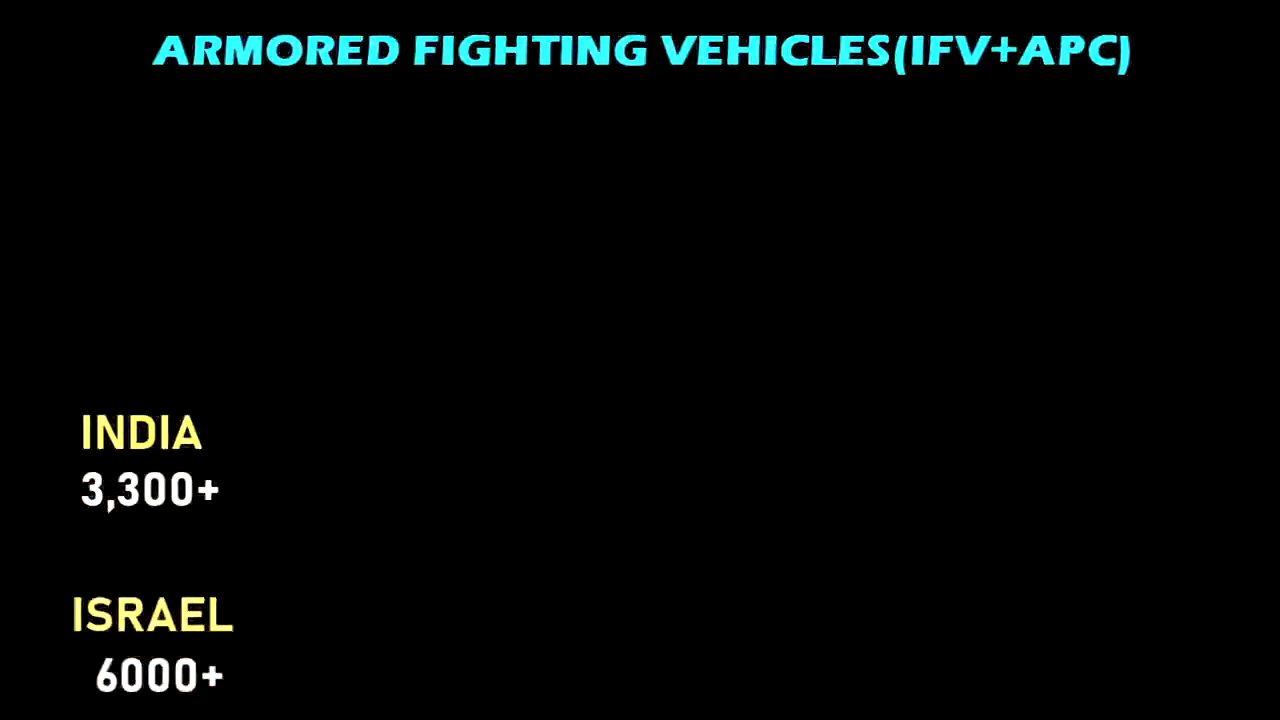 ARMORED FIGHTING VEHICLES(IFV+APC)
INDIA
3,300+
ISRAEL
6000+